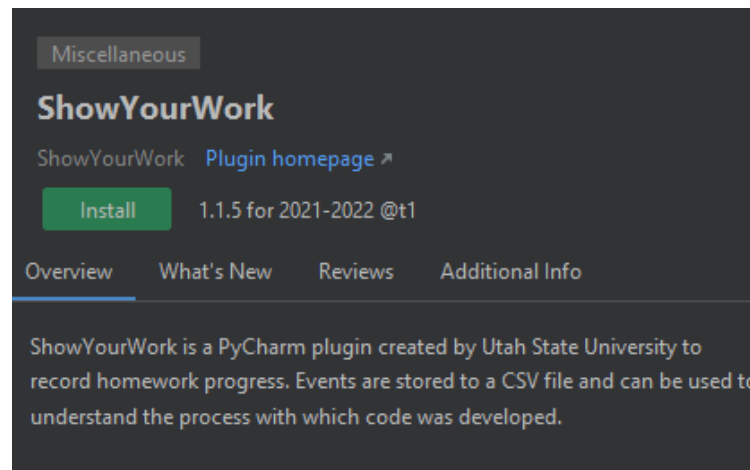 Miscellaneous
ShowYourWork
ShowYourWork Plugin homepage ↗
Install 1.1.5 for 2021-2022 @t1
Overview What's New Reviews Additional Info
ShowYourWork is a PyCharm plugin created by Utah State University to
record homework progress. Events are stored to a CSV file and can be used to
understand the process with which code was developed.